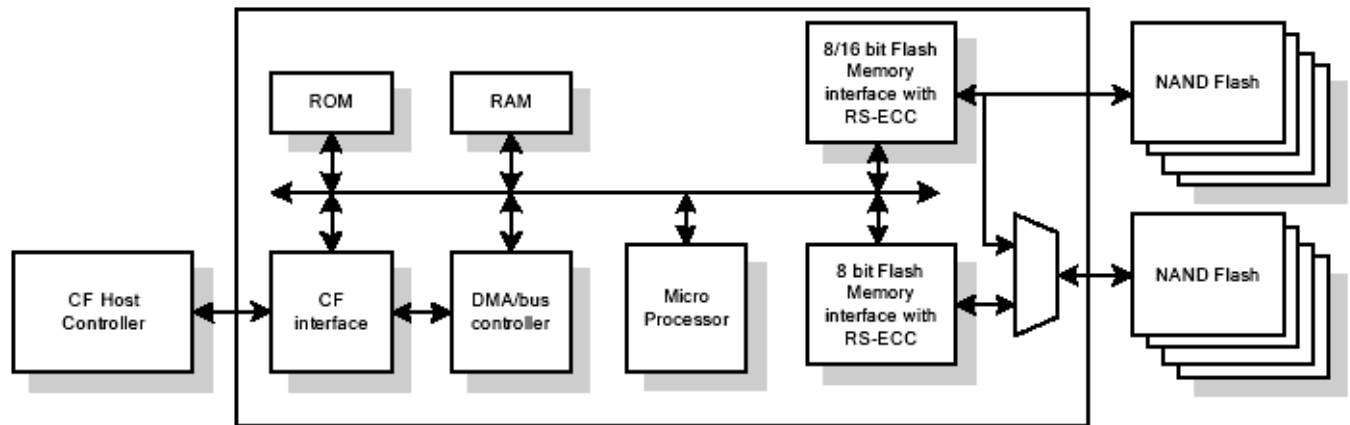 ROM
RAM
8/16 bit Flash
Memory
interface with
RS-ECC
NAND Flash
CF Host
Controller
CF
interface
DMA/bus
controller
Micro
Processor
8 bit Flash
Memory
interface with
RS-ECC
NAND Flash